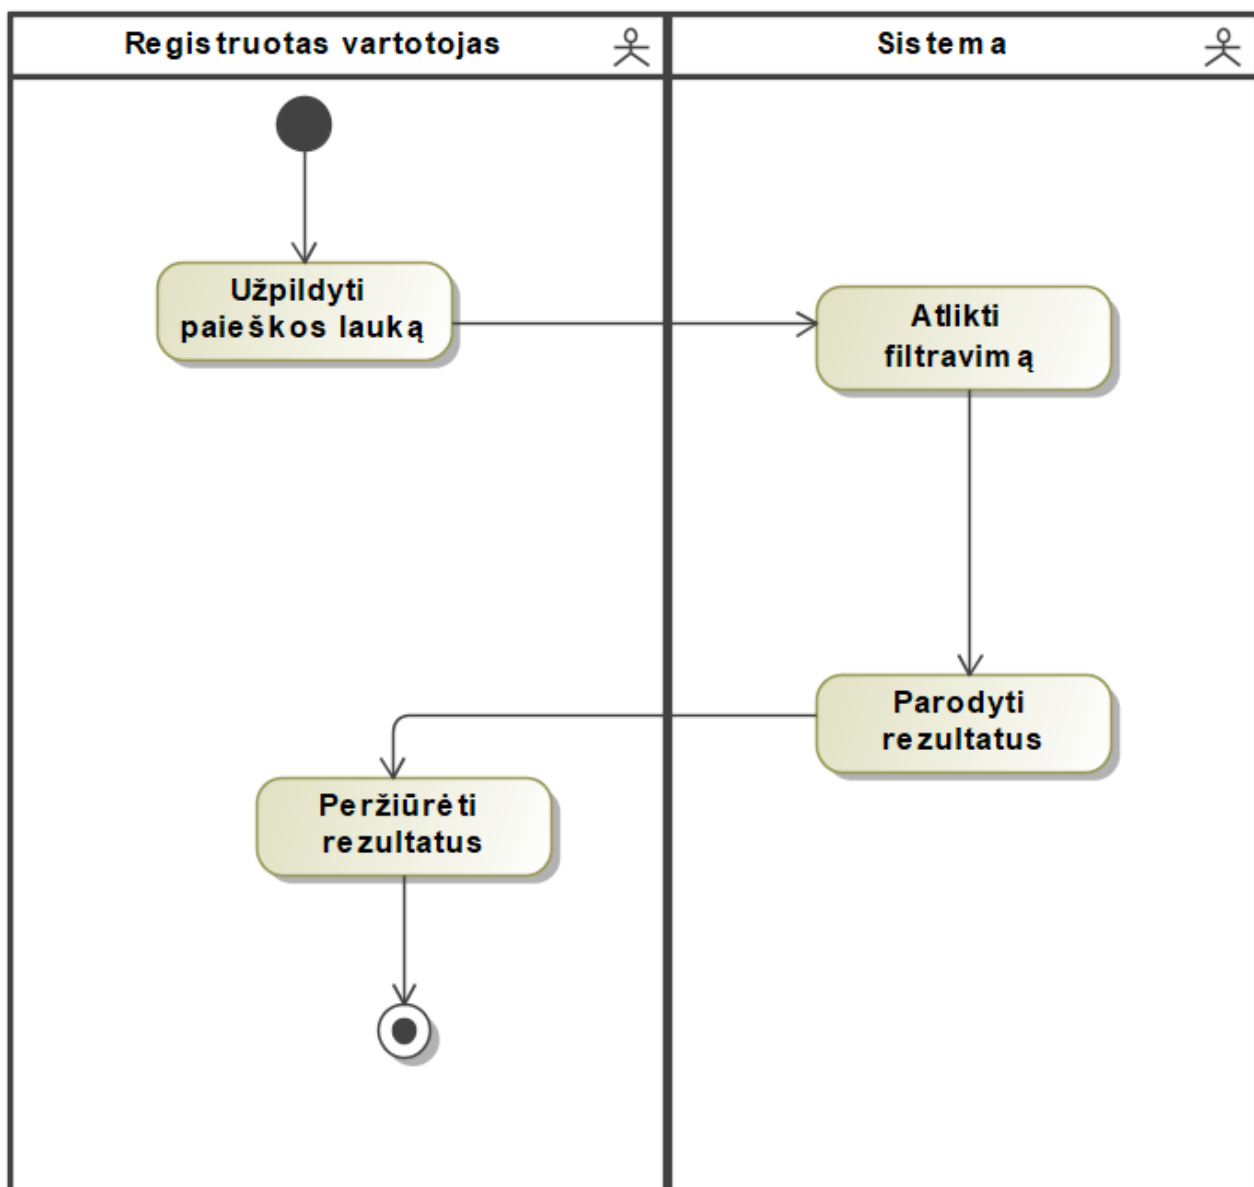 Registruotas vartotojas
Sistema
Užpildyti
paieškos lauką
Atlikti
filtravimą
Parodyti
rezultatus
Peržiūrėti
rezultatus